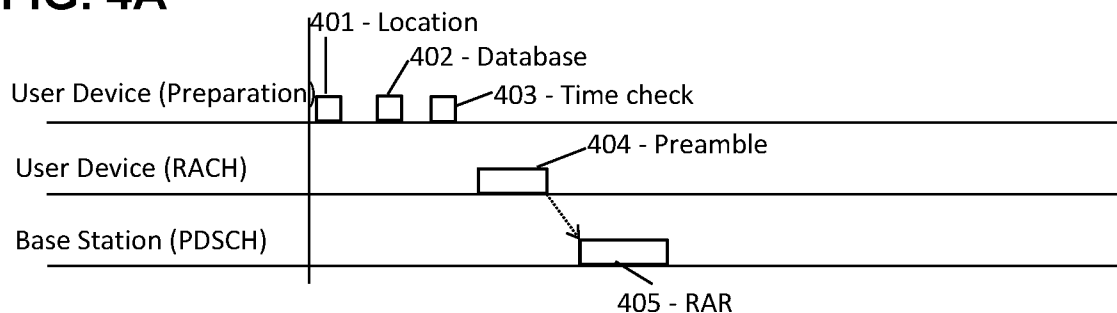 FIG. 4A
401 - Location
402 - Database
User Device (Preparation)
403 - Time check
404 - Preamble
User Device (RACH)
Base Station (PDSCH)
405 - RAR